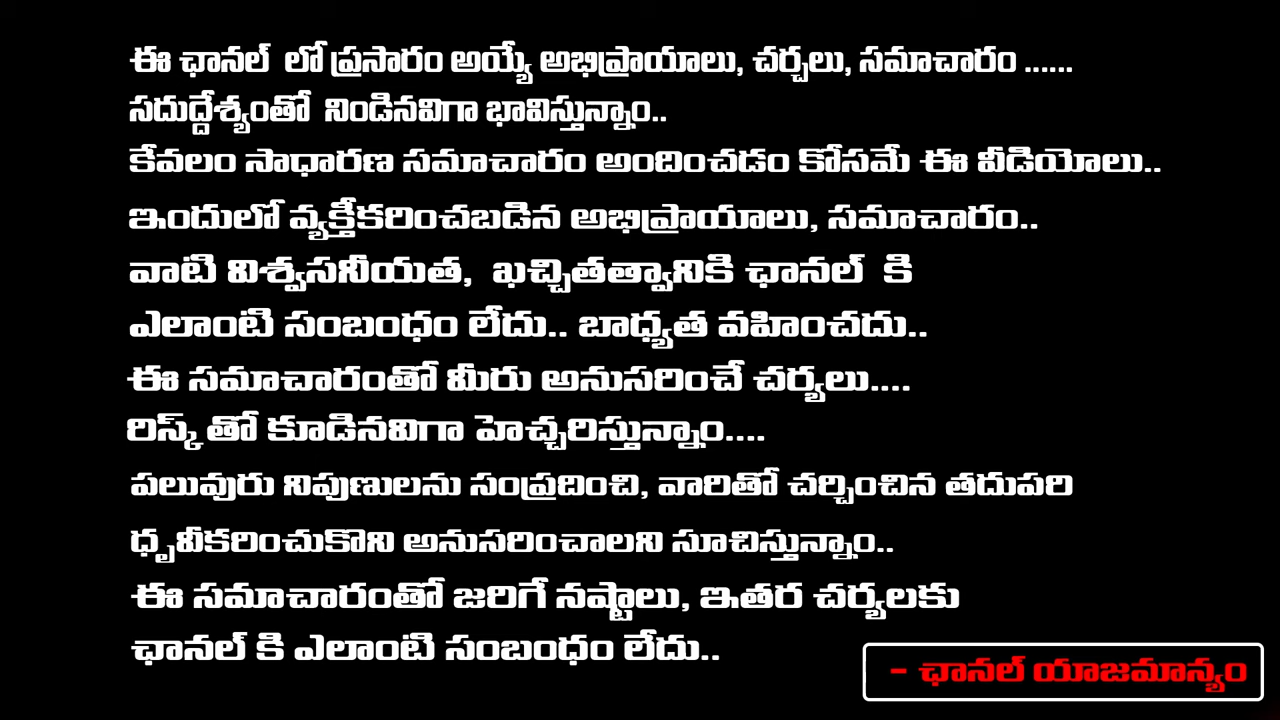 ఈ ఛానల్ లో ప్రసారం అయ్యే అభిప్రాయాలు, చర్చలు, సమాచారం ......
సదుద్దేశ్యంతో నిండినవిగా భావిస్తున్నాం..
కేవలం సాధారణ సమాచారం అందించడం కోసమే ఈ వీడియోలు..
ఇందులో వ్యక్తీకరించబడిన అభిప్రాయాలు, సమాచారం..
వాటి విశ్వసనీయత, ఖచ్చితత్వానికి ఛానల్ కి
ఎలాంటి సంబంధం లేదు.. బాధ్యత వహించదు..
ఈ సమాచారంతో మీరు అనుసరించే చర్యలు....
రిస్క్ తో కూడినవిగా హెచ్చరిస్తున్నాం....
పలువురు నిపుణులను సంప్రదించి, వారితో చర్చించిన తదుపరి
ధృవీకరించుకొని అనుసరించాలని సూచిస్తున్నాం..
ఈ సమాచారంతో జరిగే నష్టాలు, ఇతర చర్యలకు
ఛానల్ కి ఎలాంటి సంబంధం లేదు..
- ఛానల్ యాజమాన్యం